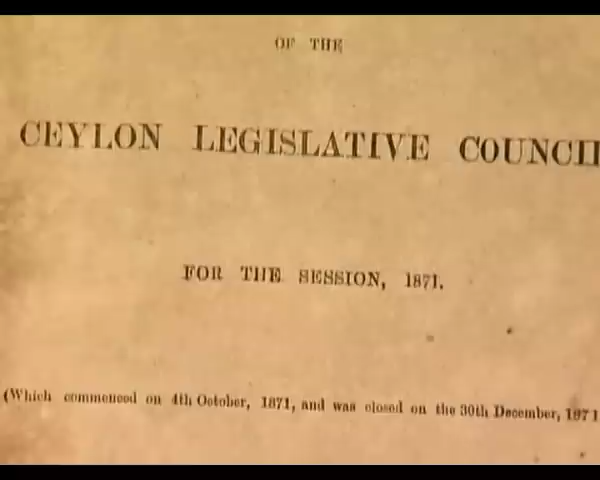 OF THE
CEYLON LEGISLATIVE COUNCI
FOR THE SESSION, 1871.
(Which commenced on 4th October, 1871, and was closed on the 30th December, 1871